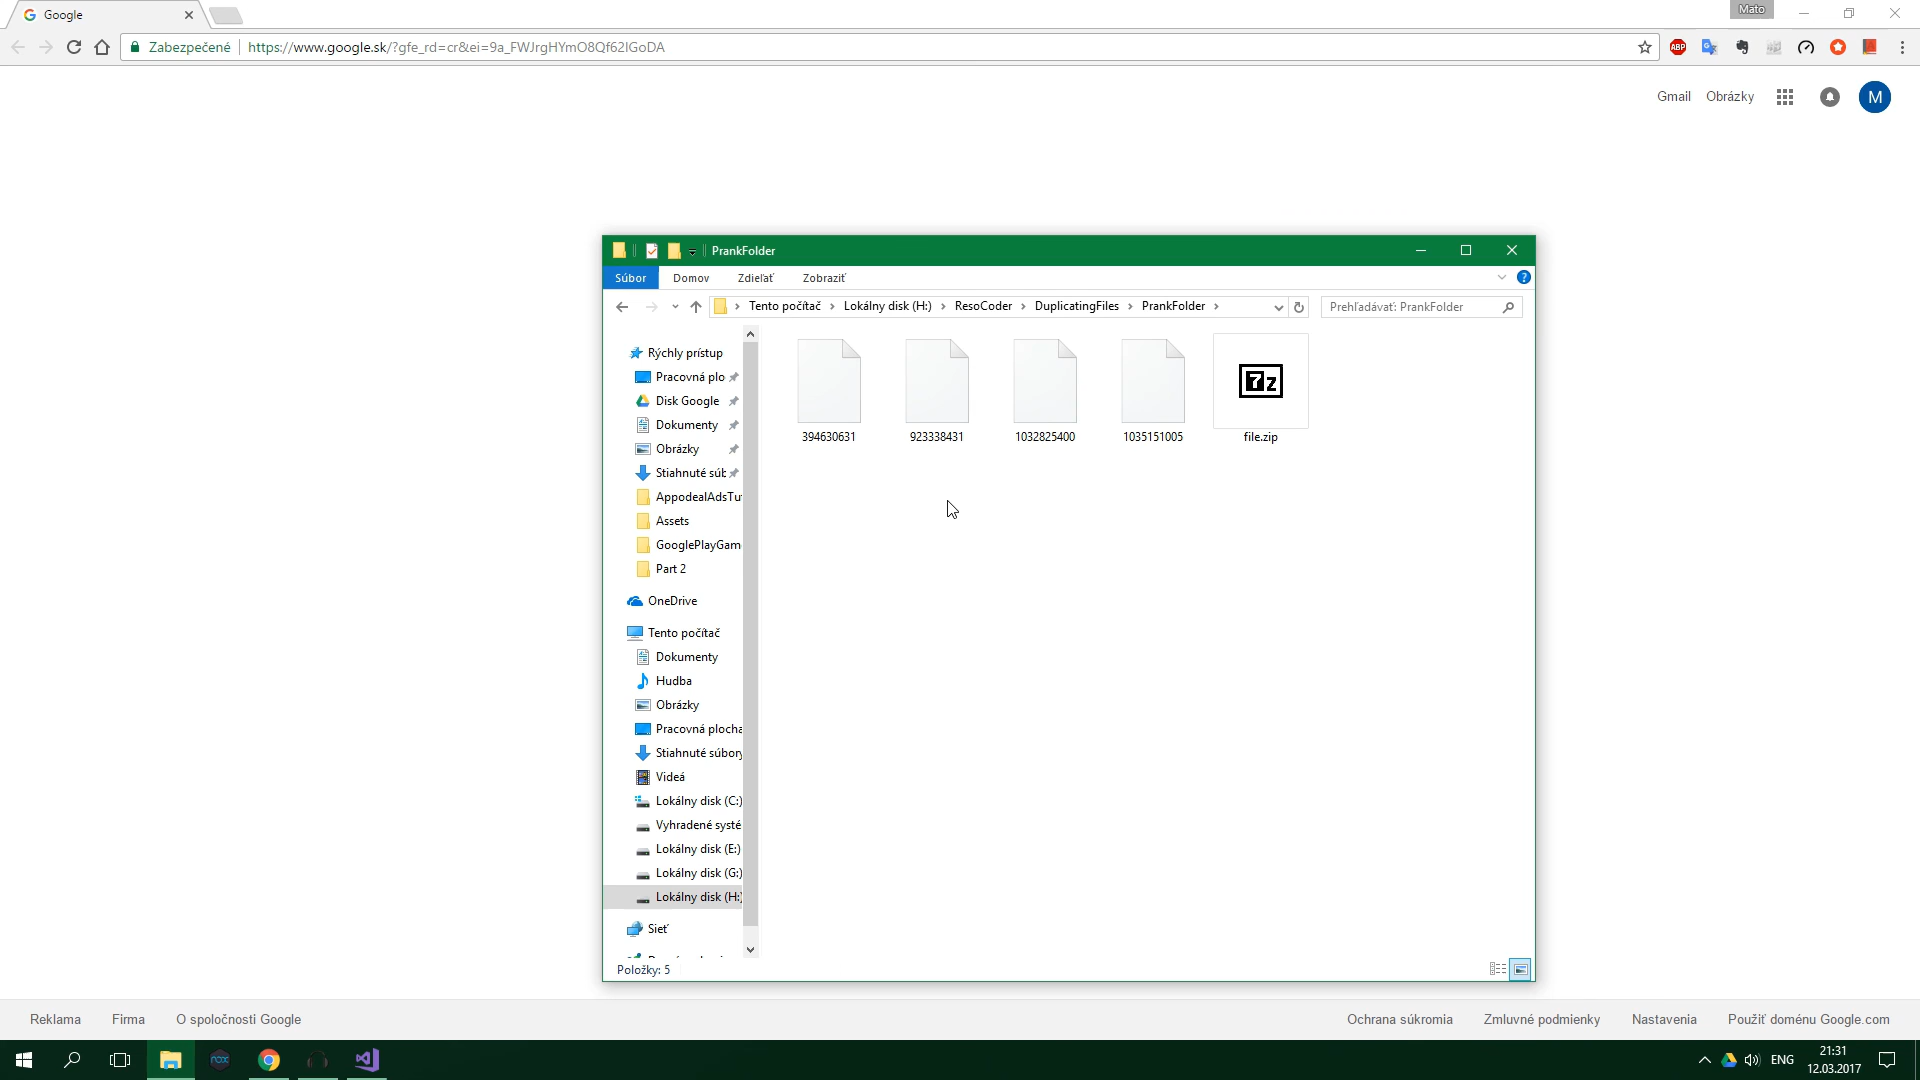 Google
Mato
Zabezpečené
https://www.google.sk/?gfe_rd=cr&ei=9a_FWJrgHYmO8Qf62IGoDA
ABP
Gmail
Obrázky
M
PrankFolder
Súbor
Domov
Zdieľať
Zobraziť
Tento počítač
Lokálny disk (H:)
ResoCoder
DuplicatingFiles
PrankFolder
Prehľadávať: PrankFolder
Rýchly prístup
Pracovná plo
Disk Google
Dokumenty
Obrázky
Stiahnuté súb
AppodealAdsTu
Assets
GooglePlayGam
Part 2
OneDrive
Tento počítač
Dokumenty
Hudba
Obrázky
Pracovná plocha
Stiahnuté súbory
Videá
Lokálny disk (C:)
Vyhradené systé
Lokálny disk (E:)
Lokálny disk (G:)
Lokálny disk (H:)
Sieť
394630631
923338431
1032825400
1035151005
7z
file.zip
Položky: 5
Reklama
Firma
O spoločnosti Google
Ochrana súkromia
Zmluvné podmienky
Nastavenia
Použiť doménu Google.com
nox
ENG
21:31
12.03.2017